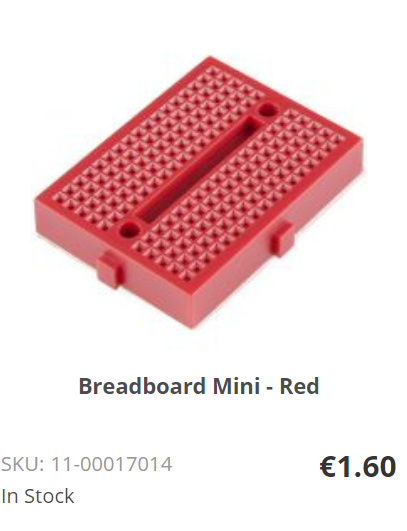 Breadboard Mini - Red
SKU: 11-00017014
€1.60
In Stock